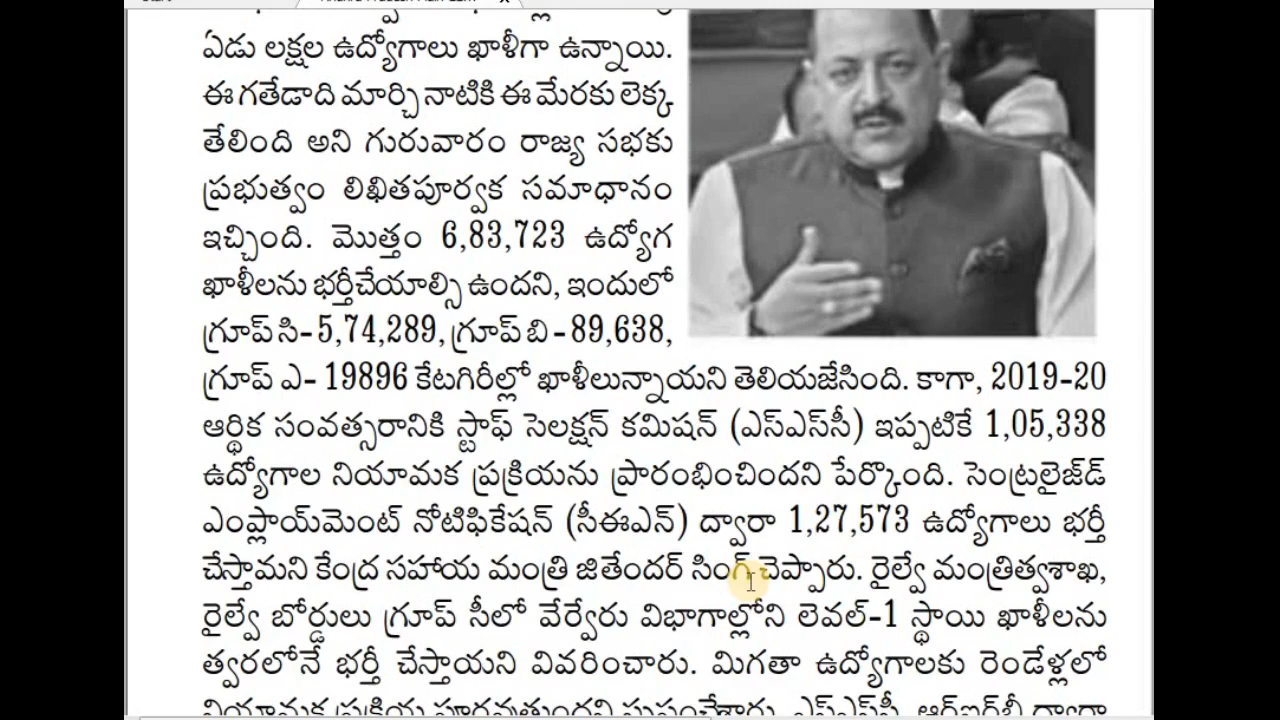 ఏడు లక్షల ఉద్యోగాలు ఖాళీగా ఉన్నాయి.
ఈ గతేడాది మార్చి నాటికి ఈ మేరకు లెక్క
తేలింది అని గురువారం రాజ్య సభకు
ప్రభుత్వం లిఖితపూర్వక సమాధానం
ఇచ్చింది. మొత్తం 6,83,723 ఉద్యోగ
ఖాళీలను భర్తీచేయాల్సి ఉందని, ఇందులో
గ్రూప్ సి-5,74,289, గ్రూప్ బి -89,638,
గ్రూప్ ఎ- 19896 కేటగిరీల్లో ఖాళీలున్నాయని తెలియజేసింది. కాగా, 2019-20
ఆర్థిక సంవత్సరానికి స్టాఫ్ సెలక్షన్ కమిషన్ (ఎస్ఎస్‌సీ) ఇప్పటికే 1,05,338
ఉద్యోగాల నియామక ప్రక్రియను ప్రారంభించిందని పేర్కొంది. సెంట్రలైజ్‌డ్
ఎంప్లాయ్‌మెంట్ నోటిఫికేషన్ (సీఈఎన్) ద్వారా 1,27,573 ఉద్యోగాలు భర్తీ
చేస్తామని కేంద్ర సహాయ మంత్రి జితేందర్ సింగ్ చెప్పారు. రైల్వే మంత్రిత్వశాఖ,
రైల్వే బోర్డులు గ్రూప్ సీలో వేర్వేరు విభాగాల్లోని లెవల్-1 స్థాయి ఖాళీలను
త్వరలోనే భర్తీ చేస్తాయని వివరించారు. మిగతా ఉద్యోగాలకు రెండేళ్లలో